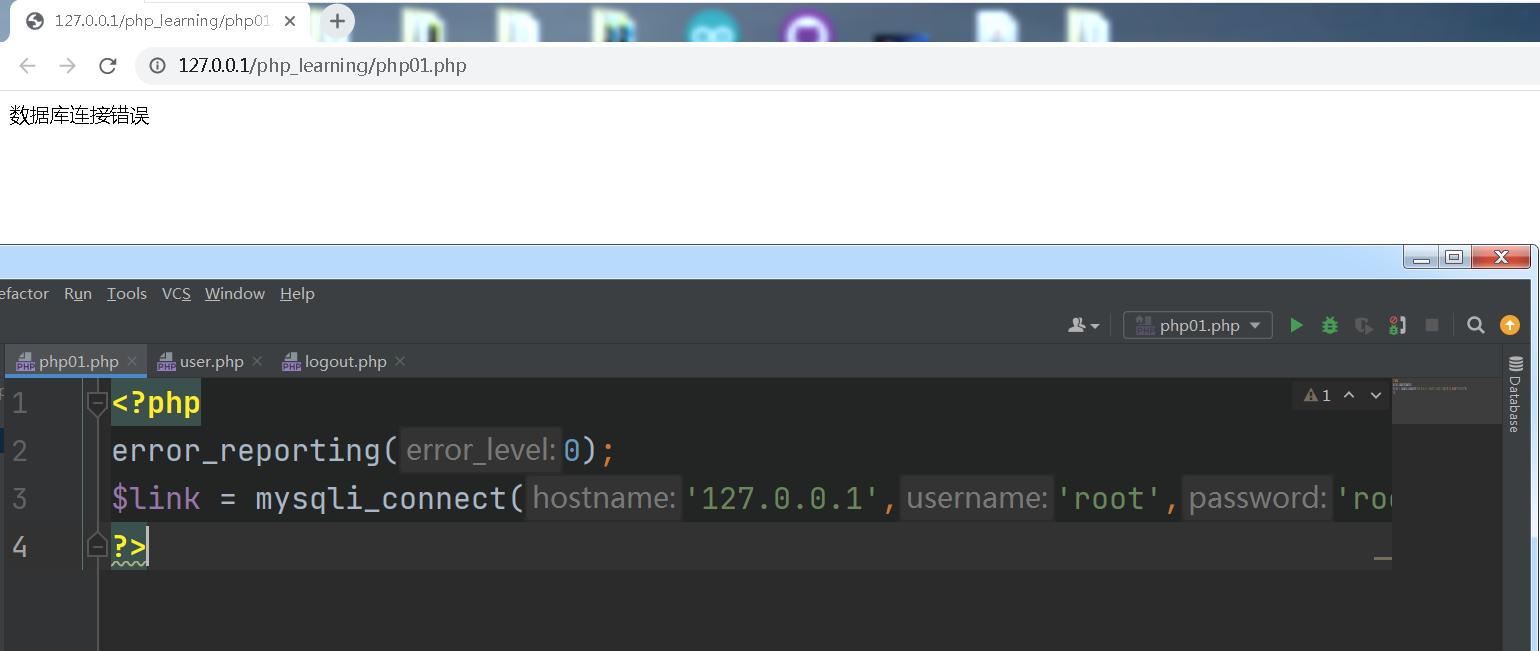 127.0.0.1/php_learning/php01.
127.0.0.1/php_learning/php01.php
数据库连接错误
efactor Run Tools VCS Window Help
php01.php
php01.php user.php logout.php
1 <?php
1
2 error_reporting( error_level: 0);
3 $link = mysqli_connect( hostname: '127.0.0.1', username: 'root', password: 'roo
4 ?>
Database